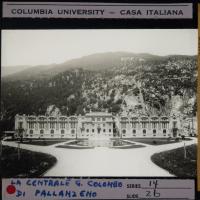 COLUMBIA UNIVERSITY — CASA ITALIANA
LA CENTRALE G. COLOMBO SERIES 14
DI PALLANZENO SLIDE 26